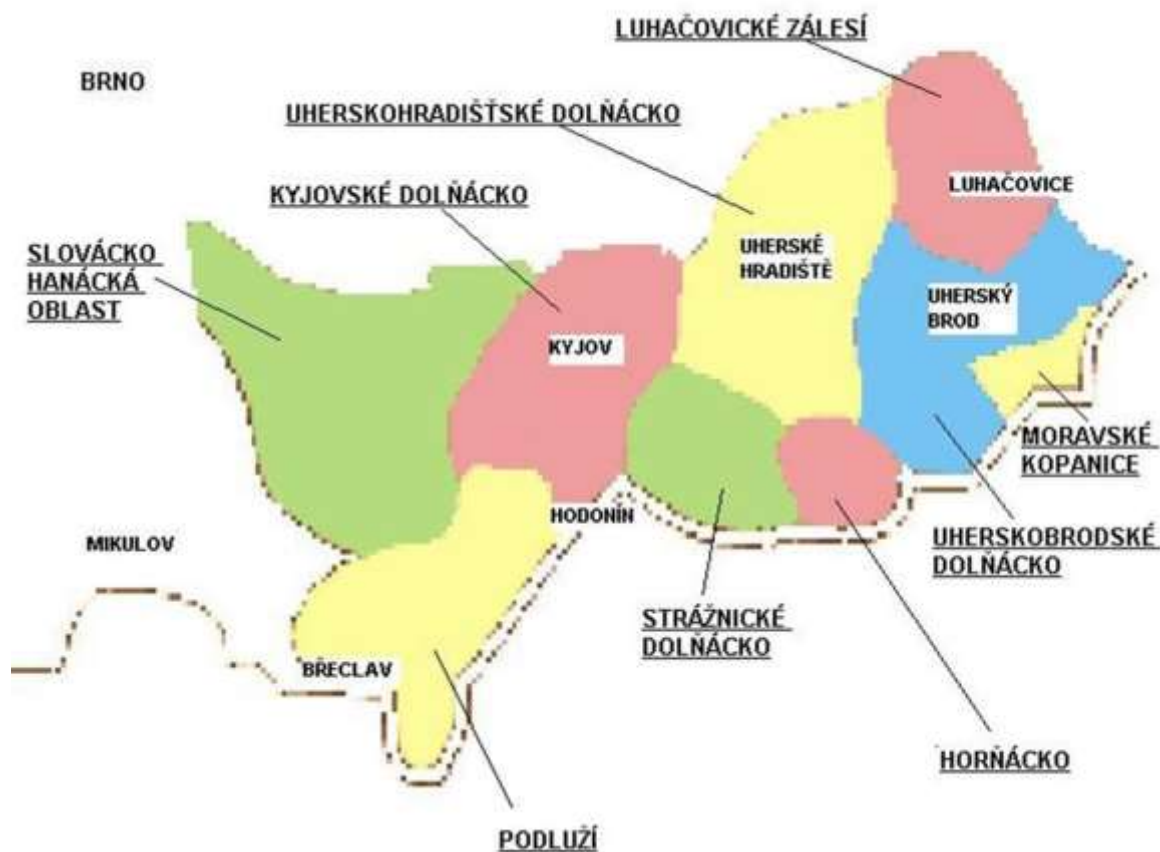 LUHAČOVICKÉ ZÁLESÍ
BRNO
UHERSKOHRADIŠŤSKÉ DOLŇÁCKO
KYJOVSKÉ DOLŇÁCKO
LUHAČOVICE
SLOVÁCKO
HANÁCKÁ
OBLAST
UHERSKÉ
HRADIŠTĚ
UHERSKÝ
BROD
KYJOV
MORAVSKÉ
KOPANICE
HODONÍN
MIKULOV
UHERSKOBRODSKÉ
DOLŇÁCKO
STRÁŽNICKÉ
DOLŇÁCKO
BŘECLAV
HORŇÁCKO
PODLUŽÍ